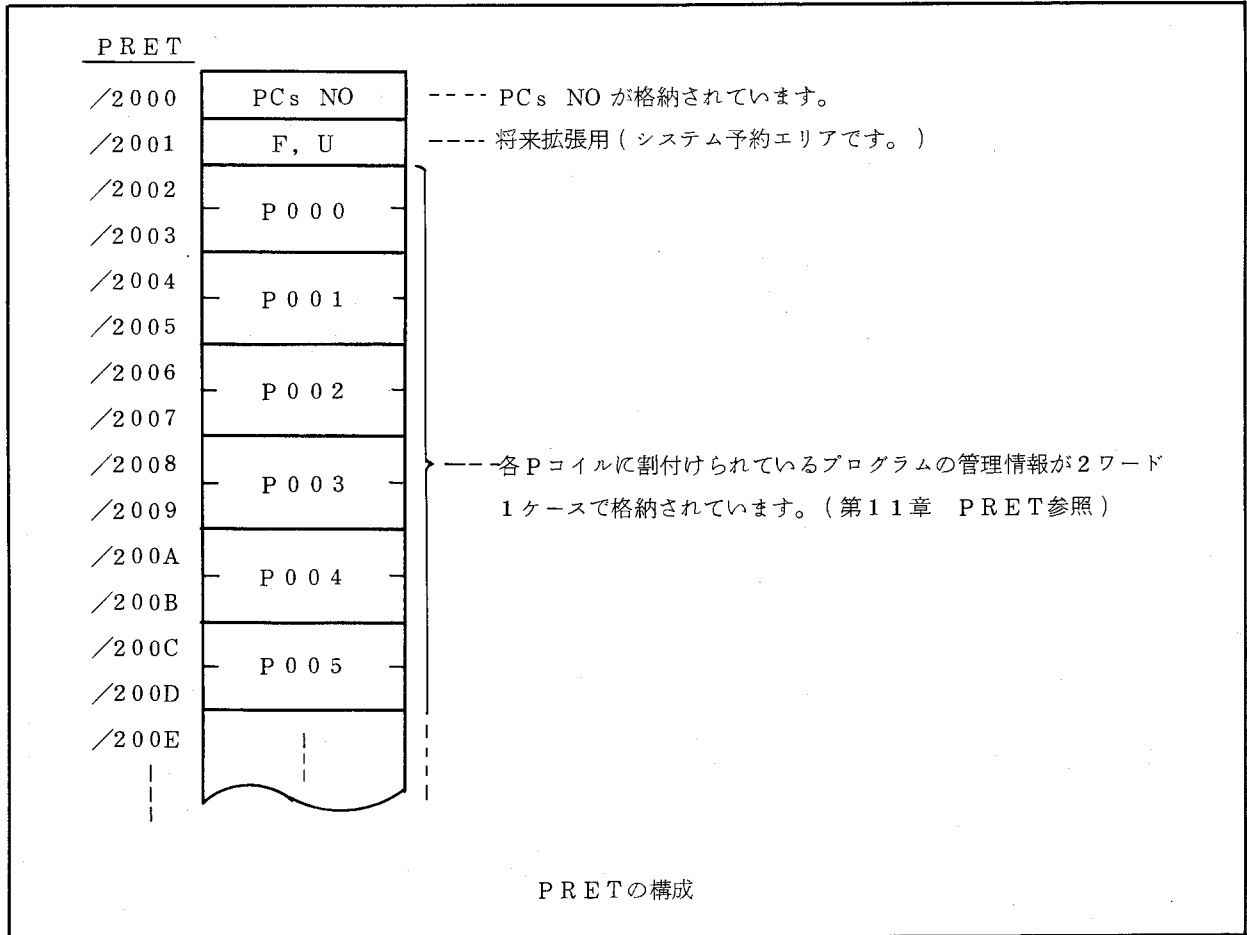 PRET
/2000 PCs NO ---- PCs NO が格納されています。
/2001 F, U ---- 将来拡張用(システム予約エリアです。)
/2002
P000
/2003
/2004
P001
/2005
/2006
P002
/2007
/2008
P003
/2009
/200A
P004
/200B
/200C
P005
/200D
/200E
各Pコイルに割付けられているプログラムの管理情報が2ワード
1ケースで格納されています。(第11章 PRET参照)
PRETの構成